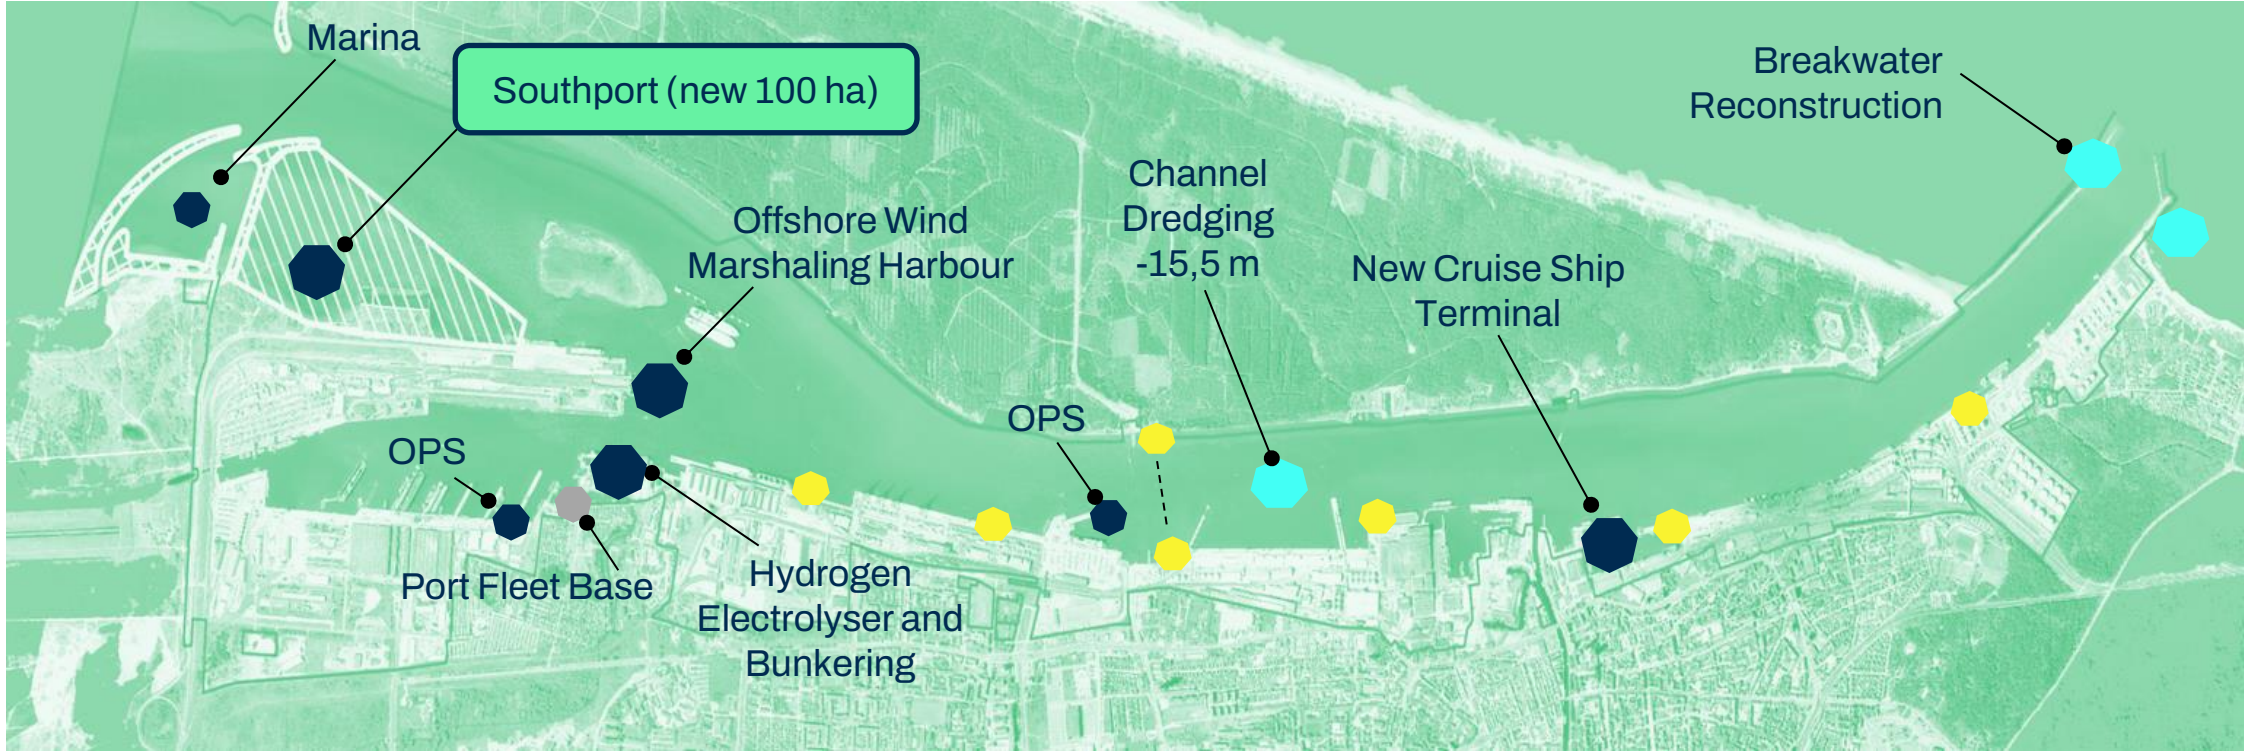 Marina
Southport (new 100 ha)
Breakwater
Reconstruction
Channel
Dredging
-15,5 m
Offshore Wind
Marshaling Harbour
New Cruise Ship
Terminal
OPS
OPS
Port Fleet Base
Hydrogen
Electrolyser and
Bunkering